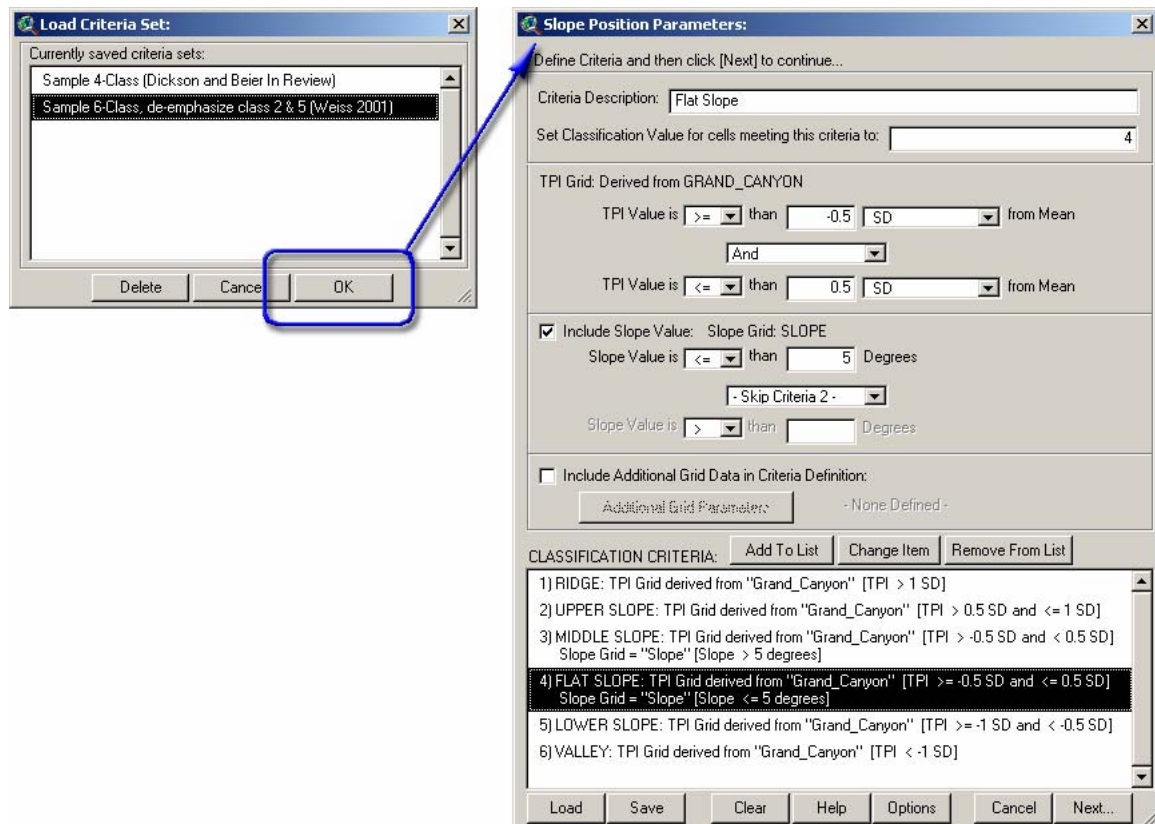 Load Criteria Set:
Currently saved criteria sets:
Sample 4-Class (Dickson and Beier In Review)
Sample 6-Class, de-emphasize class 2 & 5 (Weiss 2001)
Delete
Cancel
OK
Slope Position Parameters:
Define Criteria and then click [Next] to continue...
Criteria Description: Flat Slope
Set Classification Value for cells meeting this criteria to: 4
TPI Grid: Derived from GRAND_CANYON
TPI Value is >= than -0.5 SD from Mean
And
TPI Value is <= than 0.5 SD from Mean
Include Slope Value: Slope Grid: SLOPE
Slope Value is <= than 5 Degrees
- Skip Criteria 2 -
Slope Value is > than Degrees
Include Additional Grid Data in Criteria Definition:
Additional Grid Parameters - None Defined -
CLASSIFICATION CRITERIA: Add To List Change Item Remove From List
1) RIDGE: TPI Grid derived from "Grand_Canyon" [TPI > 1 SD]
2) UPPER SLOPE: TPI Grid derived from "Grand_Canyon" [TPI > 0.5 SD and <= 1 SD]
3) MIDDLE SLOPE: TPI Grid derived from "Grand_Canyon" [TPI > -0.5 SD and < 0.5 SD]
Slope Grid = "Slope" [Slope > 5 degrees]
4) FLAT SLOPE: TPI Grid derived from "Grand_Canyon" [TPI >= -0.5 SD and <= 0.5 SD]
Slope Grid = "Slope" [Slope <= 5 degrees]
5) LOWER SLOPE: TPI Grid derived from "Grand_Canyon" [TPI >= -1 SD and < -0.5 SD]
6) VALLEY: TPI Grid derived from "Grand_Canyon" [TPI < -1 SD]
Load Save Clear Help Options Cancel Next...